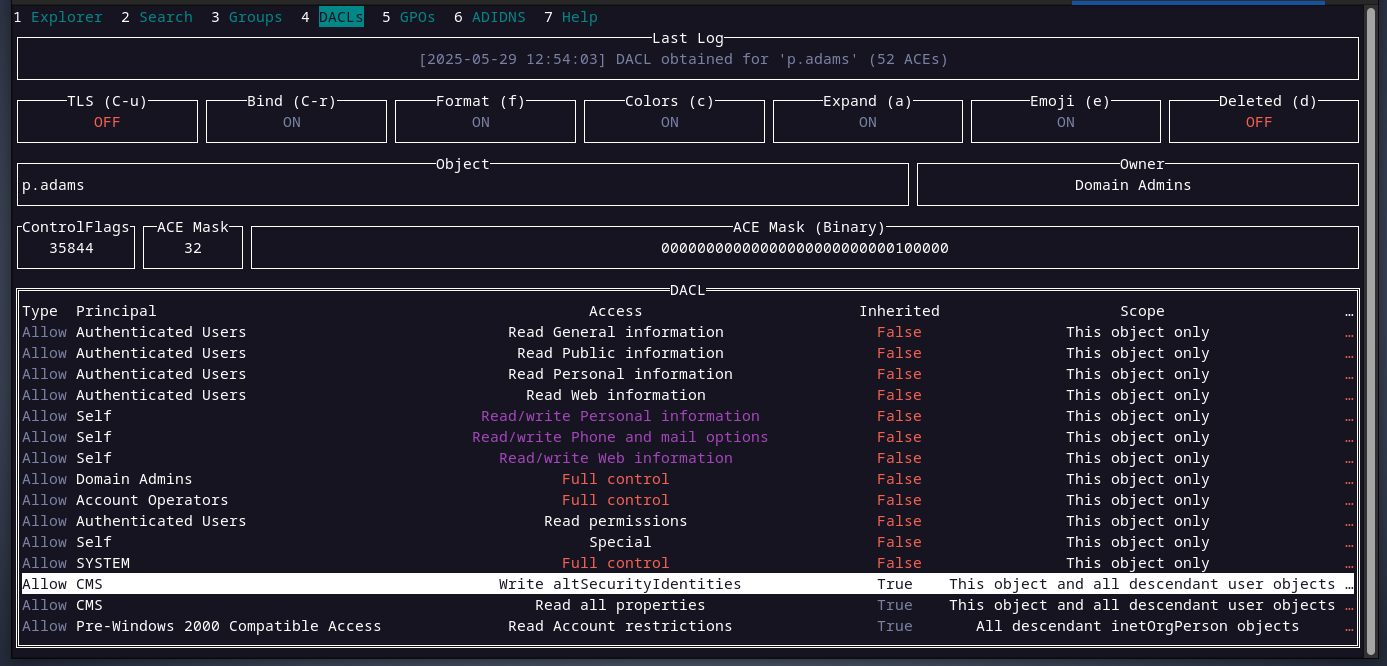 1 Explorer 2 Search 3 Groups 4 DACLs 5 GPOs 6 ADIDNS 7 Help
Last Log
[2025-05-29 12:54:03] DACL obtained for 'p.adams' (52 ACEs)
TLS (C-u) Bind (C-r) Format (f) Colors (c) Expand (a) Emoji (e) Deleted (d)
OFF ON ON ON ON ON OFF
Object Owner
p.adams Domain Admins
ControlFlags ACE Mask ACE Mask (Binary)
35844 32 00000000000000000000000000100000
DACL
Type Principal Access Inherited Scope …
Allow Authenticated Users Read General information False This object only …
Allow Authenticated Users Read Public information False This object only …
Allow Authenticated Users Read Personal information False This object only …
Allow Authenticated Users Read Web information False This object only …
Allow Self Read/write Personal information False This object only …
Allow Self Read/write Phone and mail options False This object only …
Allow Self Read/write Web information False This object only …
Allow Domain Admins Full control False This object only …
Allow Account Operators Full control False This object only …
Allow Authenticated Users Read permissions False This object only …
Allow Self Special False This object only …
Allow SYSTEM Full control False This object only …
Allow CMS Write altSecurityIdentities True This object and all descendant user objects …
Allow CMS Read all properties True This object and all descendant user objects …
Allow Pre-Windows 2000 Compatible Access Read Account restrictions True All descendant inetOrgPerson objects …